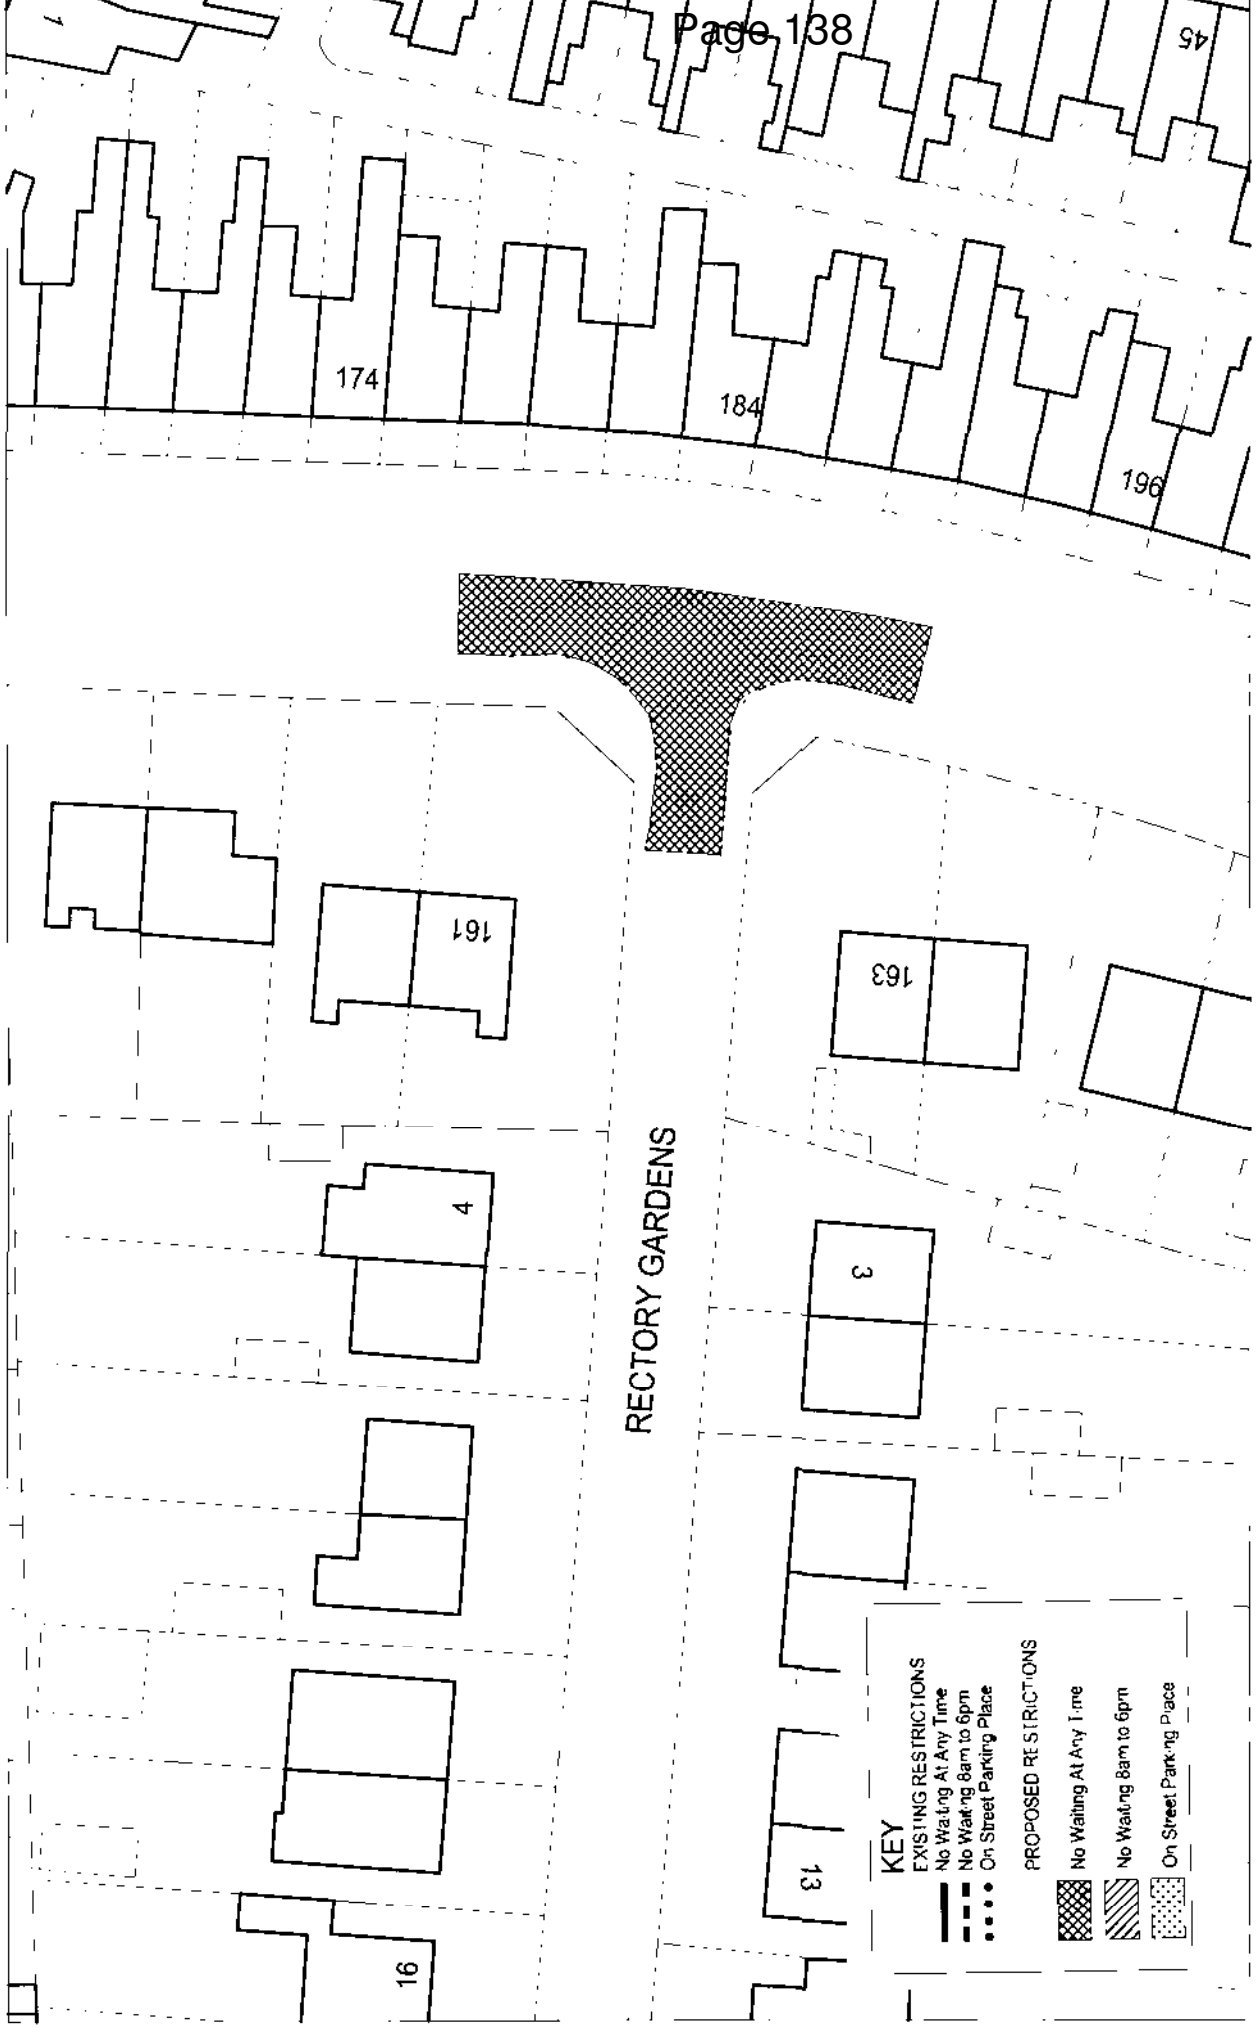 Page 138
1
45
174
184
196
161
163
4
3
RECTORY GARDENS
13
16
KEY
EXISTING RESTRICTIONS
No Waiting At Any Time
No Waiting 8am to 6pm
On Street Parking Place
PROPOSED RESTRICTIONS
No Waiting At Any Time
No Waiting 8am to 6pm
On Street Parking Place